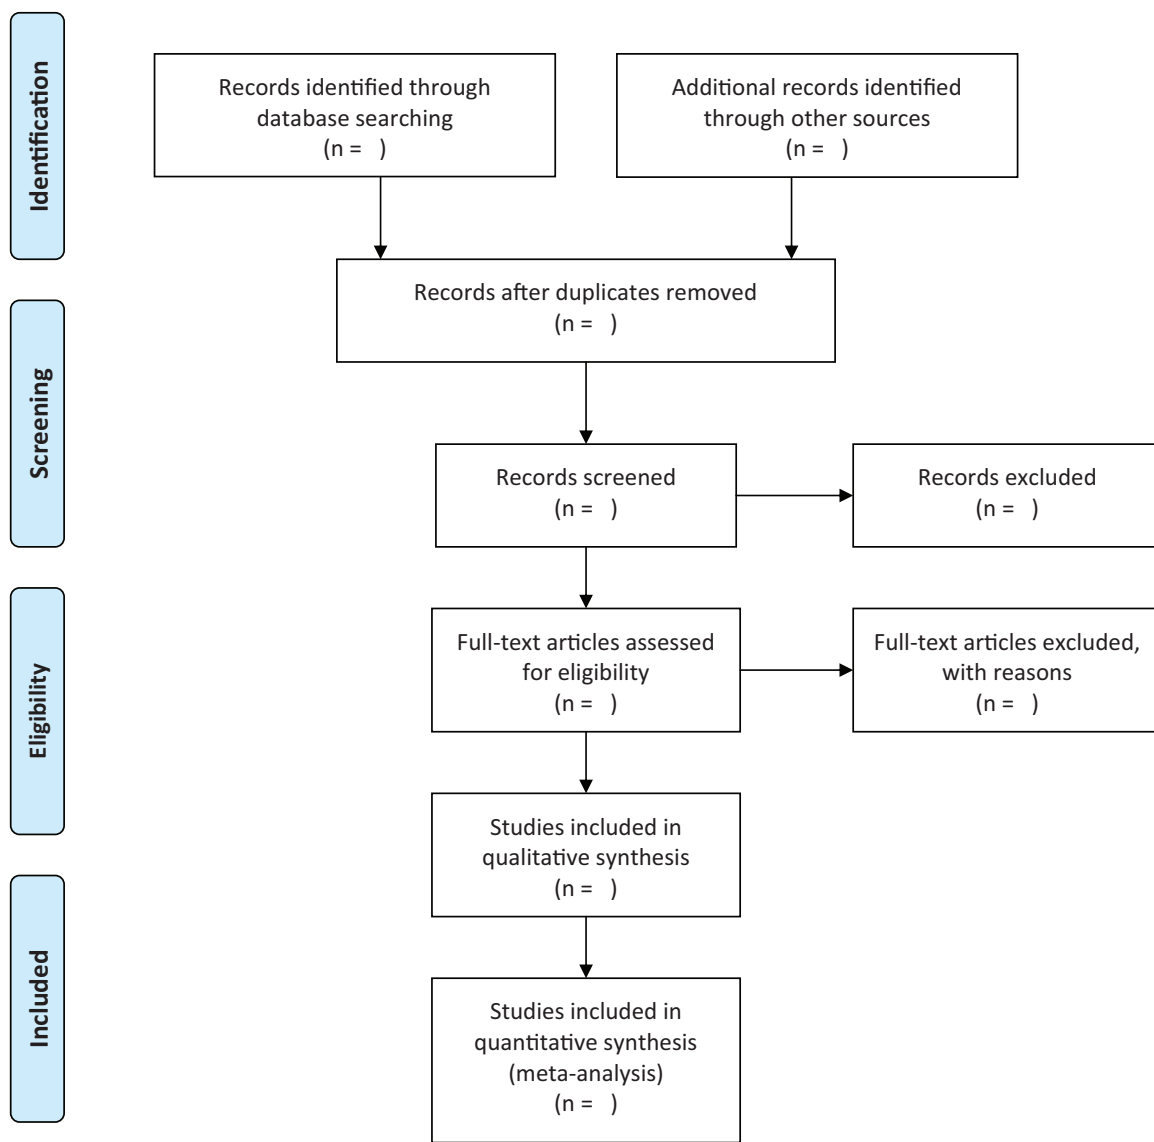 Identification
Records identified through
database searching
(n =   )
Additional records identified
through other sources
(n =   )
Records after duplicates removed
(n =   )
Screening
Records screened
(n =   )
Records excluded
(n =   )
Eligibility
Full-text articles assessed
for eligibility
(n =   )
Full-text articles excluded,
with reasons
(n =   )
Studies included in
qualitative synthesis
(n =   )
Included
Studies included in
quantitative synthesis
(meta-analysis)
(n =   )